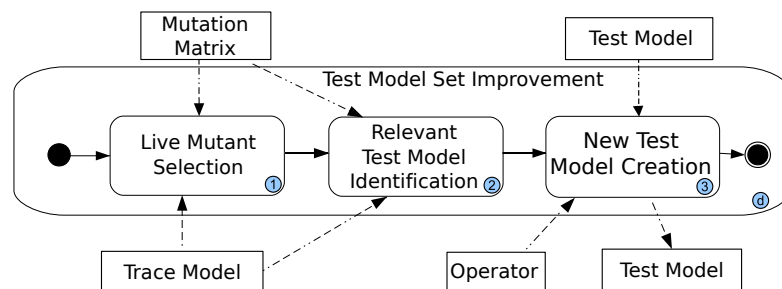 Mutation
Matrix
Test Model
Test Model Set Improvement
Live Mutant
Selection
1
Relevant
Test Model
Identification
2
New Test
Model Creation
3
d
Trace Model
Operator
Test Model